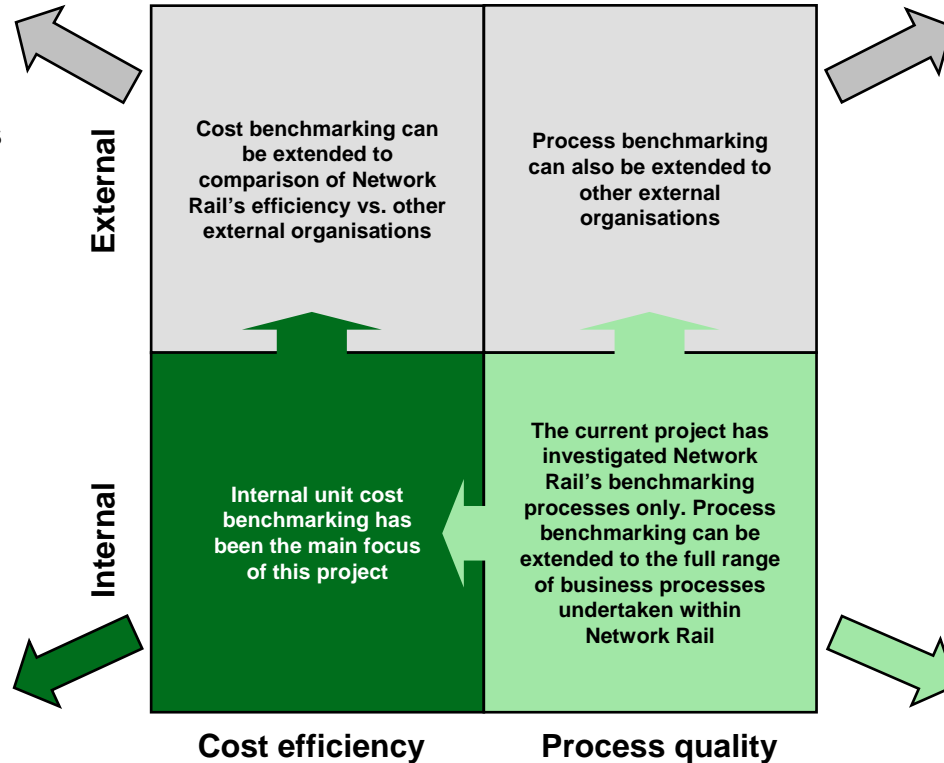 External
Cost benchmarking can
be extended to
comparison of Network
Rail's efficiency vs. other
external organisations
Process benchmarking
can also be extended to
other external
organisations
Internal
Internal unit cost
benchmarking has
been the main focus
of this project
The current project has
investigated Network
Rail's benchmarking
processes only. Process
benchmarking can be
extended to the full range
of business processes
undertaken within
Network Rail
Cost efficiency
Process quality